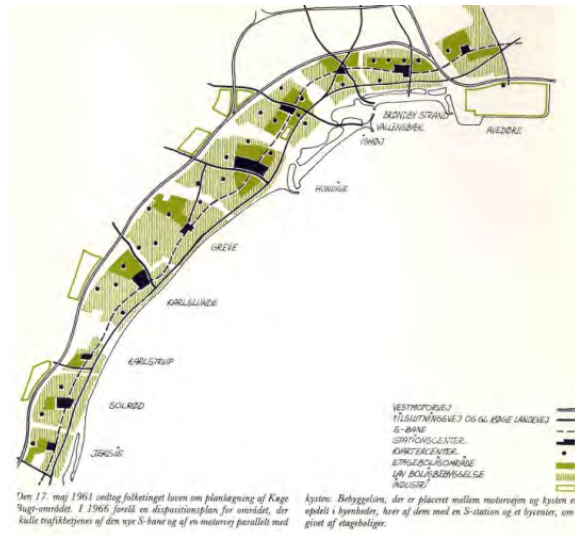 BRØNDBY STRAND
VALLENSBÆK
AVEDØRE
ISHØJ
HUNDIGE
GREVE
KARLSLUNDE
KARLSTRUP
SOLRØD
JERSIE
VESTMOTORVEJ
TILSLUTNINGSVEJ OG GL. KØGE LANDEVEJ
S-BANE
STATIONSCENTER
KVARTERCENTER
ETAGEBOLIGOMRÅDE
LAV BOLIGBEBYGGELSE
INDUSTRI
Den 17. maj 1961 vedtog folketinget loven om planlægning af Køge
Bugt-området. I 1966 forelå en dispositionsplan for området, der
kulle trafikbetjenes af den nye S-bane og af en motorvej parallelt med
kysten. Bebyggelsen, der er placeret mellem motorvejen og kysten e
opdelt i byenheder, hver af dem med en S-station og et bycenter, om
givet af etageboliger.